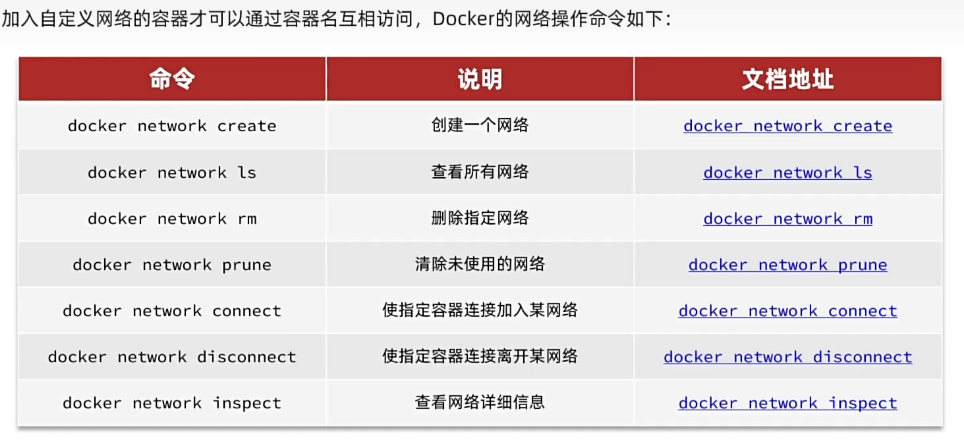 加入自定义网络的容器才可以通过容器名互相访问，Docker的网络操作命令如下：
命令 说明 文档地址
docker network create 创建一个网络 docker network create
docker network ls 查看所有网络 docker network ls
docker network rm 删除指定网络 docker network rm
docker network prune 清除未使用的网络 docker network prune
docker network connect 使指定容器连接加入某网络 docker network connect
docker network disconnect 使指定容器连接离开某网络 docker network disconnect
docker network inspect 查看网络详细信息 docker network inspect